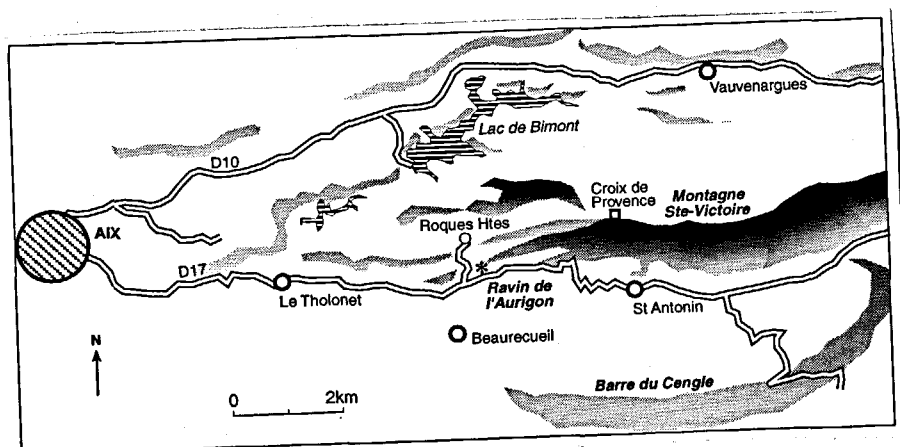 Vauvenargues
Lac de Bimont
D10
Croix de
Provence
Montagne
Ste-Victoire
AIX
Roques Htes
D17
Le Tholonet
Ravin de
l'Aurigon
St Antonin
Beaurecueil
N
Barre du Cengle
0 2km